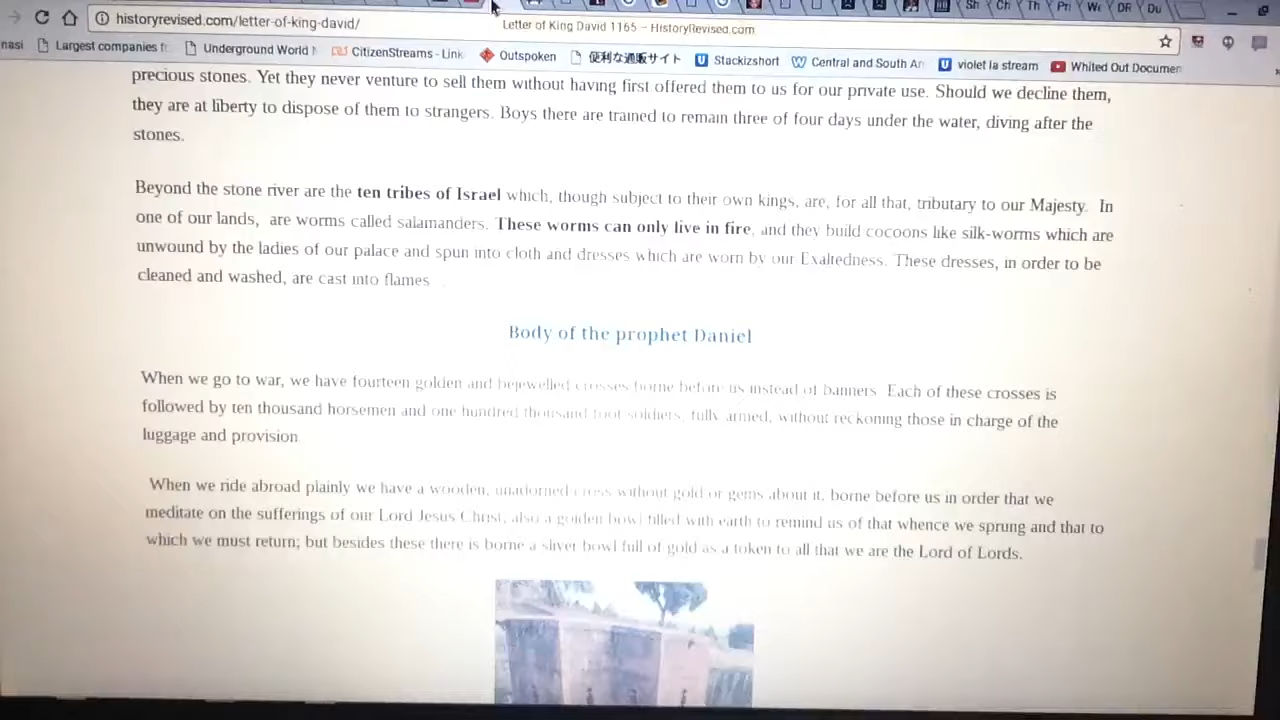 Sh Ch Th Pri We DR Du
historyrevised.com/letter-of-king-david/
Letter of King David 1165 – HistoryRevised.com
nasi Largest companies fr Underground World N CitizenStreams - Link Outspoken 便利な通販サイト Stackizshort Central and South Am violet la stream Whited Out Documen
precious stones. Yet they never venture to sell them without having first offered them to us for our private use. Should we decline them,
they are at liberty to dispose of them to strangers. Boys there are trained to remain three of four days under the water, diving after the
stones.
Beyond the stone river are the ten tribes of Israel which, though subject to their own kings, are, for all that, tributary to our Majesty. In
one of our lands, are worms called salamanders. These worms can only live in fire, and they build cocoons like silk-worms which are
unwound by the ladies of our palace and spun into cloth and dresses which are worn by our Exaltedness. These dresses, in order to be
cleaned and washed, are cast into flames
Body of the prophet Daniel
When we go to war, we have fourteen golden and bejewelled crosses borne before us instead of banners. Each of these crosses is
followed by ten thousand horsemen and one hundred thousand foot soldiers, fully armed, without reckoning those in charge of the
luggage and provision.
When we ride abroad plainly we have a wooden, unadorned cross without gold or gems about it, borne before us in order that we
meditate on the sufferings of our Lord Jesus Christ, also a golden bowl filled with earth to remind us of that whence we sprung and that to
which we must return; but besides these there is borne a sliver bowl full of gold as a token to all that we are the Lord of Lords.